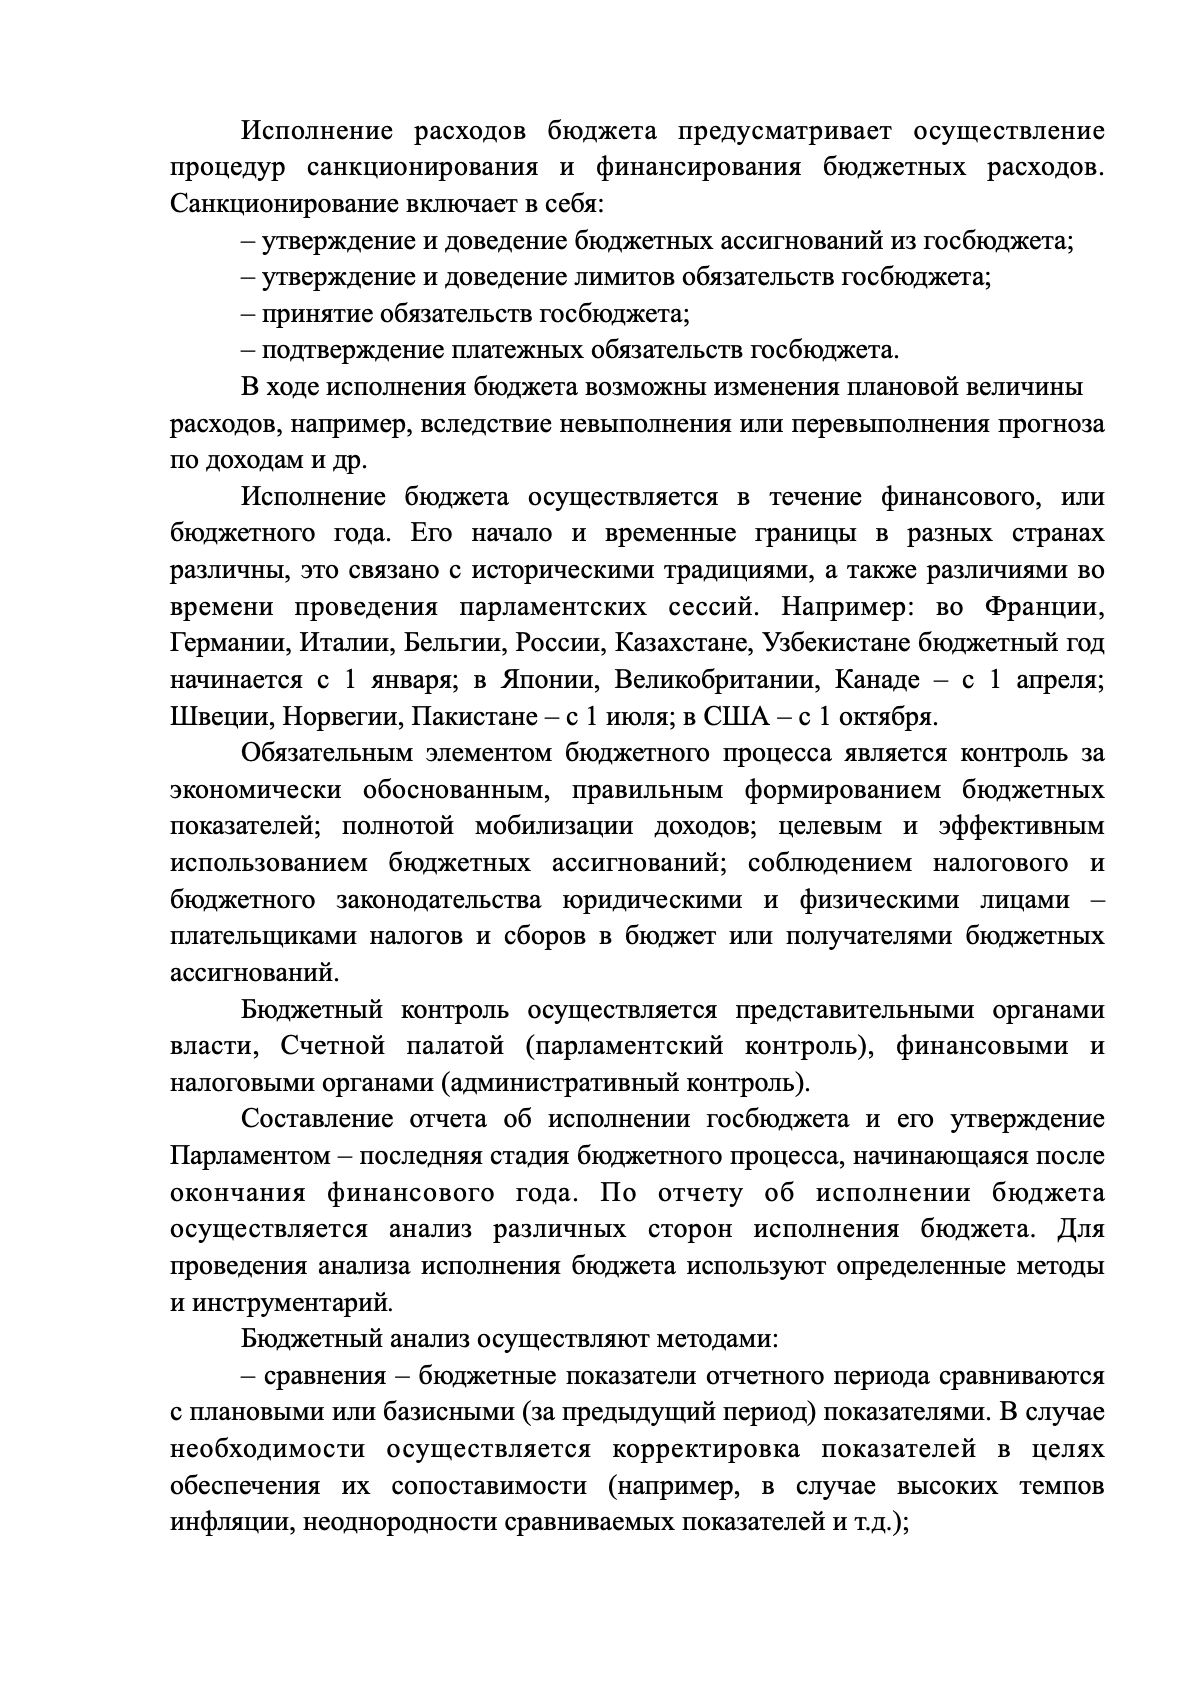 Исполнение расходов бюджета предусматривает осуществление
процедур санкционирования и финансирования бюджетных расходов.
Санкционирование включает в себя:
– утверждение и доведение бюджетных ассигнований из госбюджета;
– утверждение и доведение лимитов обязательств госбюджета;
– принятие обязательств госбюджета;
– подтверждение платежных обязательств госбюджета.
В ходе исполнения бюджета возможны изменения плановой величины
расходов, например, вследствие невыполнения или перевыполнения прогноза
по доходам и др.
Исполнение бюджета осуществляется в течение финансового, или
бюджетного года. Его начало и временные границы в разных странах
различны, это связано с историческими традициями, а также различиями во
времени проведения парламентских сессий. Например: во Франции,
Германии, Италии, Бельгии, России, Казахстане, Узбекистане бюджетный год
начинается с 1 января; в Японии, Великобритании, Канаде – с 1 апреля;
Швеции, Норвегии, Пакистане – с 1 июля; в США – с 1 октября.
Обязательным элементом бюджетного процесса является контроль за
экономически обоснованным, правильным формированием бюджетных
показателей; полнотой мобилизации доходов; целевым и эффективным
использованием бюджетных ассигнований; соблюдением налогового и
бюджетного законодательства юридическими и физическими лицами –
плательщиками налогов и сборов в бюджет или получателями бюджетных
ассигнований.
Бюджетный контроль осуществляется представительными органами
власти, Счетной палатой (парламентский контроль), финансовыми и
налоговыми органами (административный контроль).
Составление отчета об исполнении госбюджета и его утверждение
Парламентом – последняя стадия бюджетного процесса, начинающаяся после
окончания финансового года. По отчету об исполнении бюджета
осуществляется анализ различных сторон исполнения бюджета. Для
проведения анализа исполнения бюджета используют определенные методы
и инструментарий.
Бюджетный анализ осуществляют методами:
– сравнения – бюджетные показатели отчетного периода сравниваются
с плановыми или базисными (за предыдущий период) показателями. В случае
необходимости осуществляется корректировка показателей в целях
обеспечения их сопоставимости (например, в случае высоких темпов
инфляции, неоднородности сравниваемых показателей и т.д.);